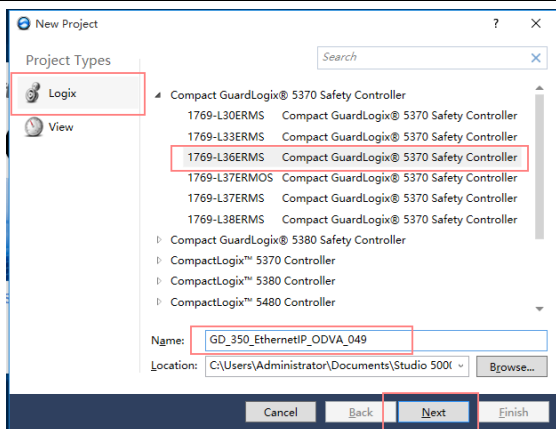 New Project
Project Types
Search
Logix
View
Compact GuardLogix® 5370 Safety Controller
1769-L30ERMS Compact GuardLogix® 5370 Safety Controller
1769-L33ERMS Compact GuardLogix® 5370 Safety Controller
1769-L36ERMS Compact GuardLogix® 5370 Safety Controller
1769-L37ERMOS Compact GuardLogix® 5370 Safety Controller
1769-L37ERMS Compact GuardLogix® 5370 Safety Controller
1769-L38ERMS Compact GuardLogix® 5370 Safety Controller
Compact GuardLogix® 5380 Safety Controller
CompactLogix™ 5370 Controller
CompactLogix™ 5380 Controller
CompactLogix™ 5480 Controller
Name: GD_350_EthernetIP_ODVA_049
Location: C:\Users\Administrator\Documents\Studio 500( Browse...
Cancel Back Next Finish